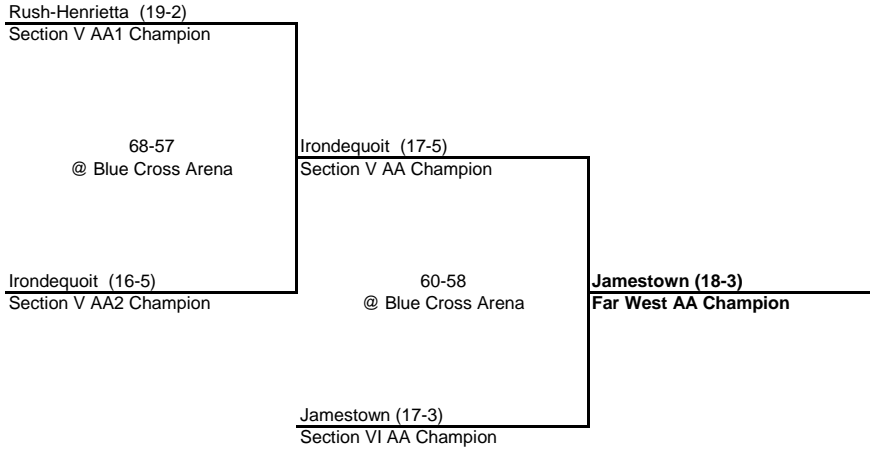 Rush-Henrietta  (19-2)
Section V AA1 Champion
68-57
@ Blue Cross Arena
Irondequoit  (17-5)
Section V AA Champion
Irondequoit  (16-5)
Section V AA2 Champion
60-58
@ Blue Cross Arena
Jamestown (18-3)
Far West AA Champion
Jamestown (17-3)
Section VI AA Champion